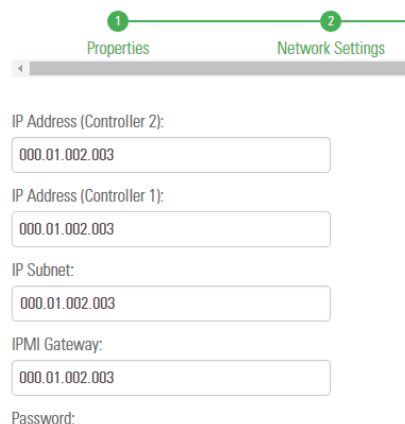 1 2
Properties Network Settings
IP Address (Controller 2):
000.01.002.003
IP Address (Controller 1):
000.01.002.003
IP Subnet:
000.01.002.003
IPMI Gateway:
000.01.002.003
Password: